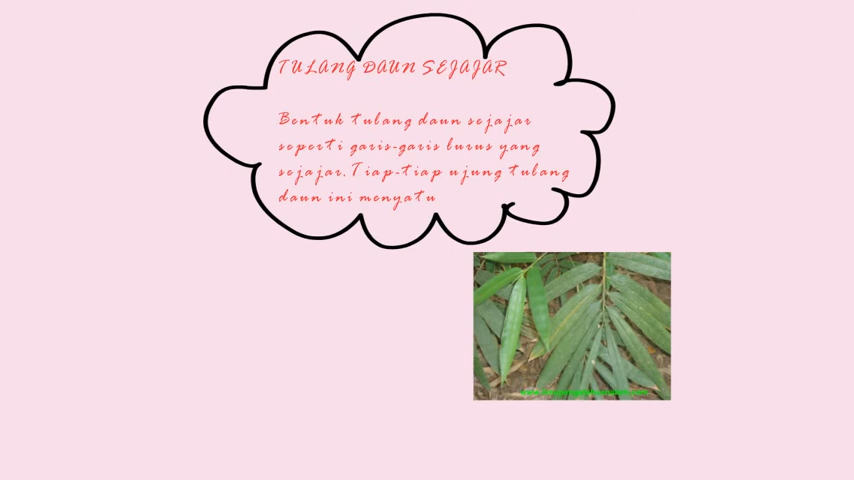 TULANG DAUN SEJAJAR
Bentuk tulang daun sejajar
seperti garis-garis lurus yang
sejajar.Tiap-tiap ujung tulang
daun ini menyatu